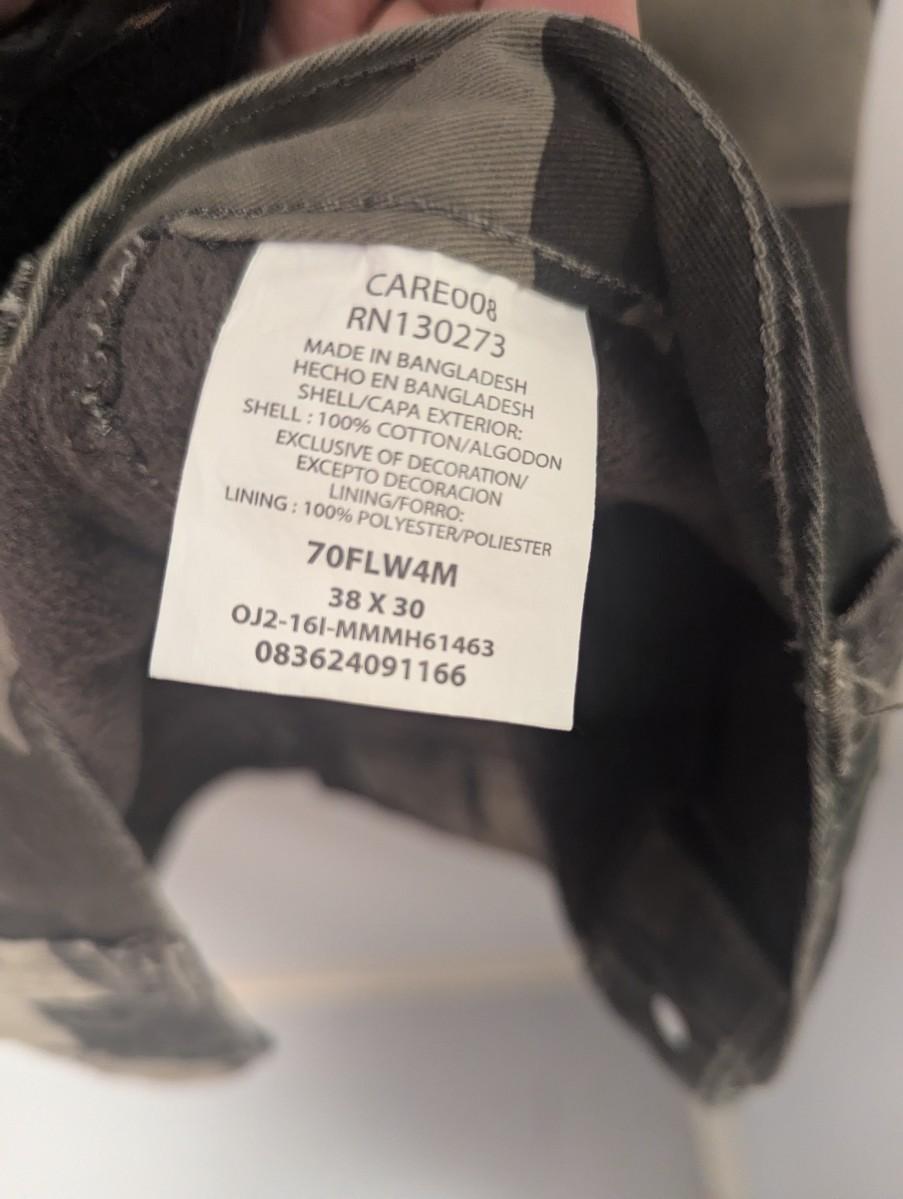 CARE008
RN130273
MADE IN BANGLADESH
HECHO EN BANGLADESH
SHELL/CAPA EXTERIOR:
SHELL : 100% COTTON/ALGODON
EXCLUSIVE OF DECORATION/
EXCEPTO DECORACION
LINING/FORRO:
LINING : 100% POLYESTER/POLIESTER
70FLW4M
38 X 30
OJ2-16I-MMMH61463
083624091166